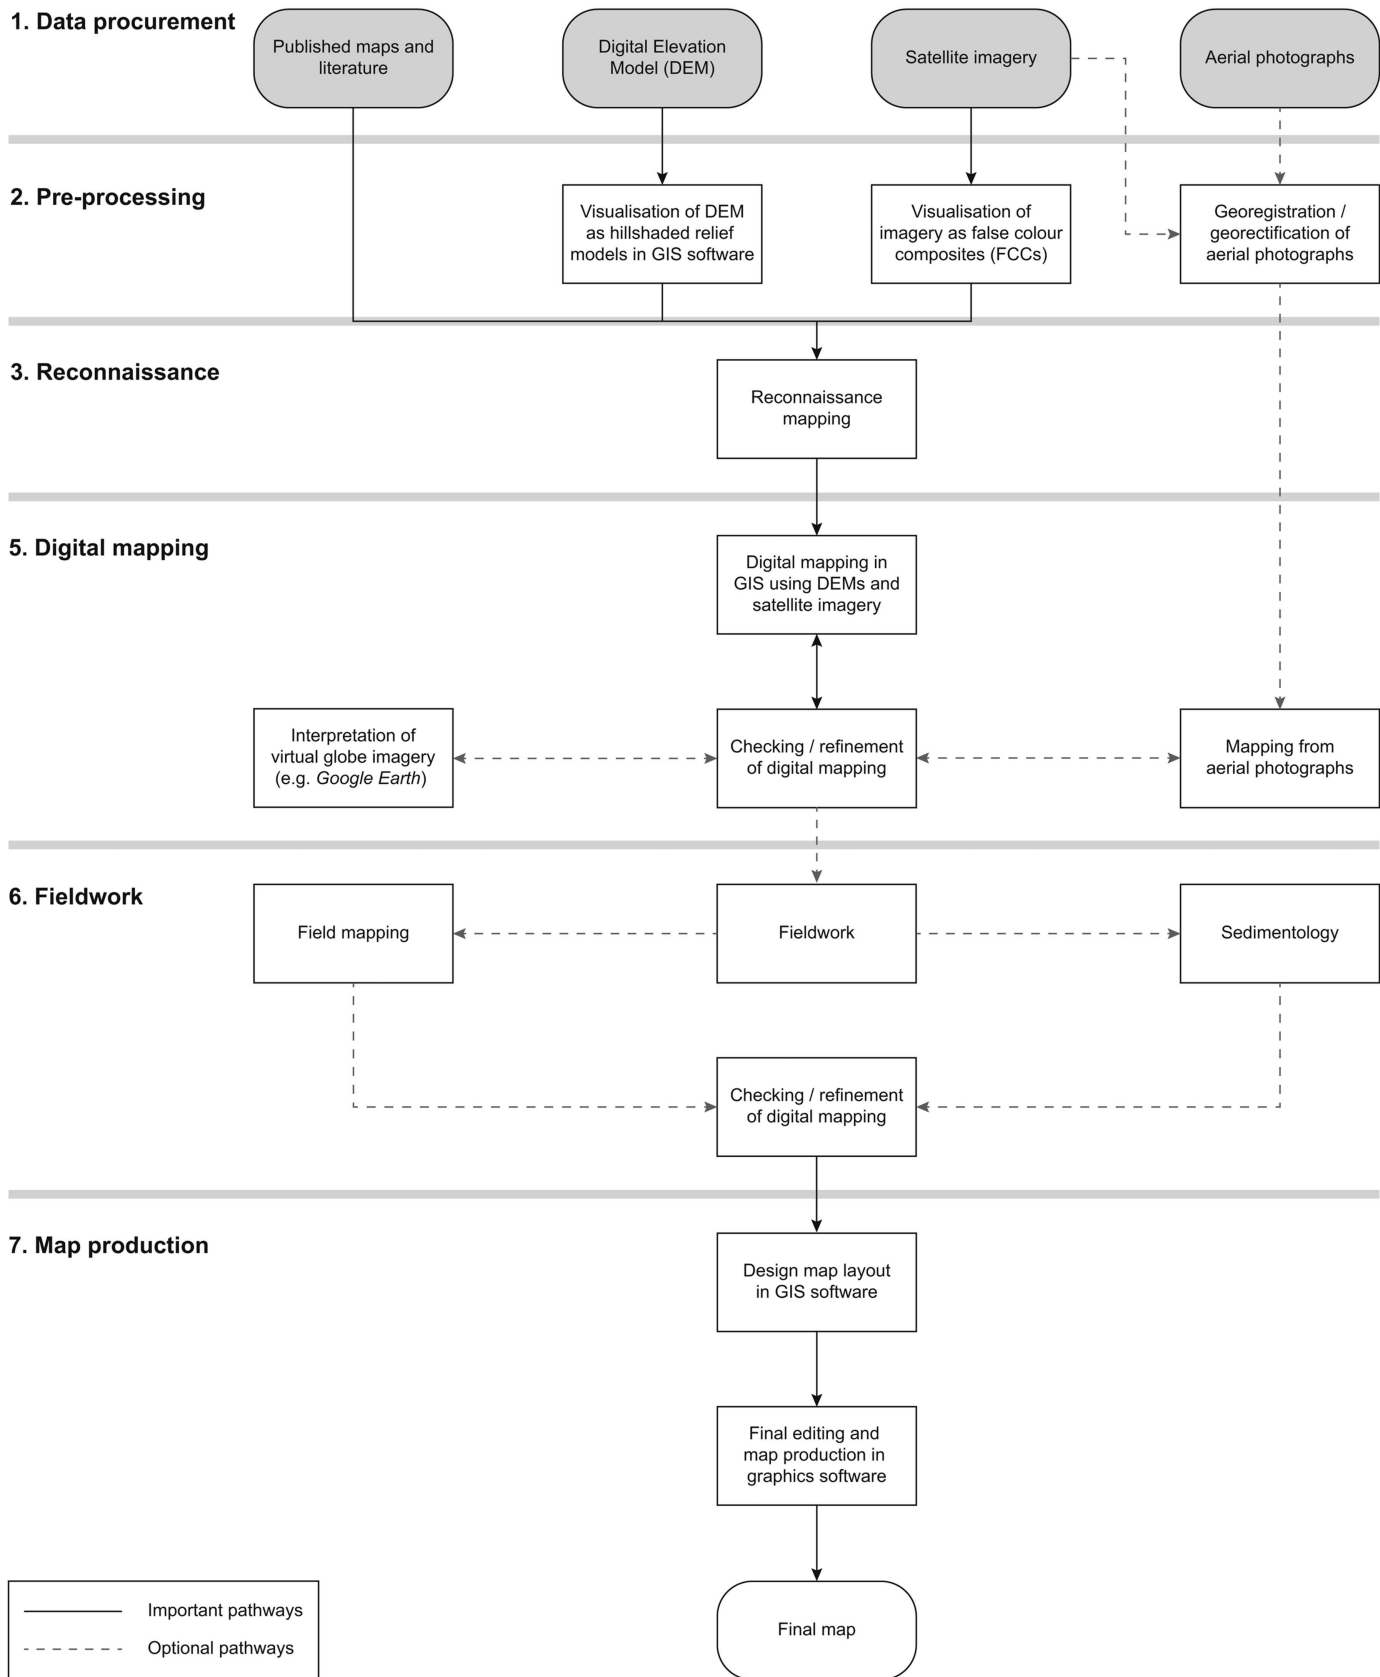 1. Data procurement
Published maps and
literature
Digital Elevation
Model (DEM)
Satellite imagery
Aerial photographs
2. Pre-processing
Visualisation of DEM
as hillshaded relief
models in GIS software
Visualisation of
imagery as false colour
composites (FCCs)
Georegistration /
georectification of
aerial photographs
3. Reconnaissance
Reconnaissance
mapping
5. Digital mapping
Digital mapping in
GIS using DEMs and
satellite imagery
Interpretation of
virtual globe imagery
(e.g. Google Earth)
Checking / refinement
of digital mapping
Mapping from
aerial photographs
6. Fieldwork
Field mapping
Fieldwork
Sedimentology
Checking / refinement
of digital mapping
7. Map production
Design map layout
in GIS software
Final editing and
map production in
graphics software
Final map
Important pathways
Optional pathways